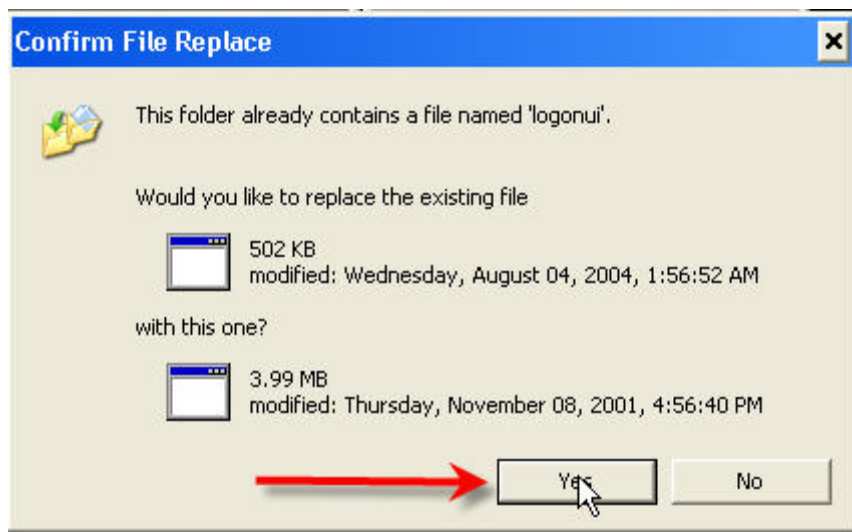 Confirm File Replace
This folder already contains a file named 'logonui'.
Would you like to replace the existing file
502 KB
modified: Wednesday, August 04, 2004, 1:56:52 AM
with this one?
3.99 MB
modified: Thursday, November 08, 2001, 4:56:40 PM
Yes No